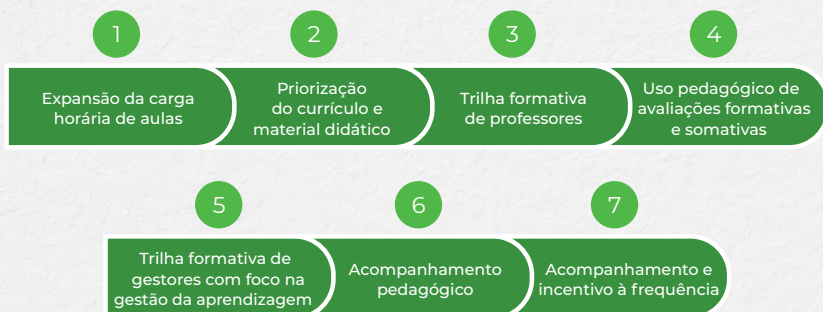 1
2
3
4
Expansão da carga
horária de aulas
Priorização
do currículo e
material didático
Trilha formativa
de professores
Uso pedagógico de
avaliações formativas
e somativas
5
6
7
Trilha formativa de
gestores com foco na
gestão da aprendizagem
Acompanhamento
pedagógico
Acompanhamento e
incentivo à frequência